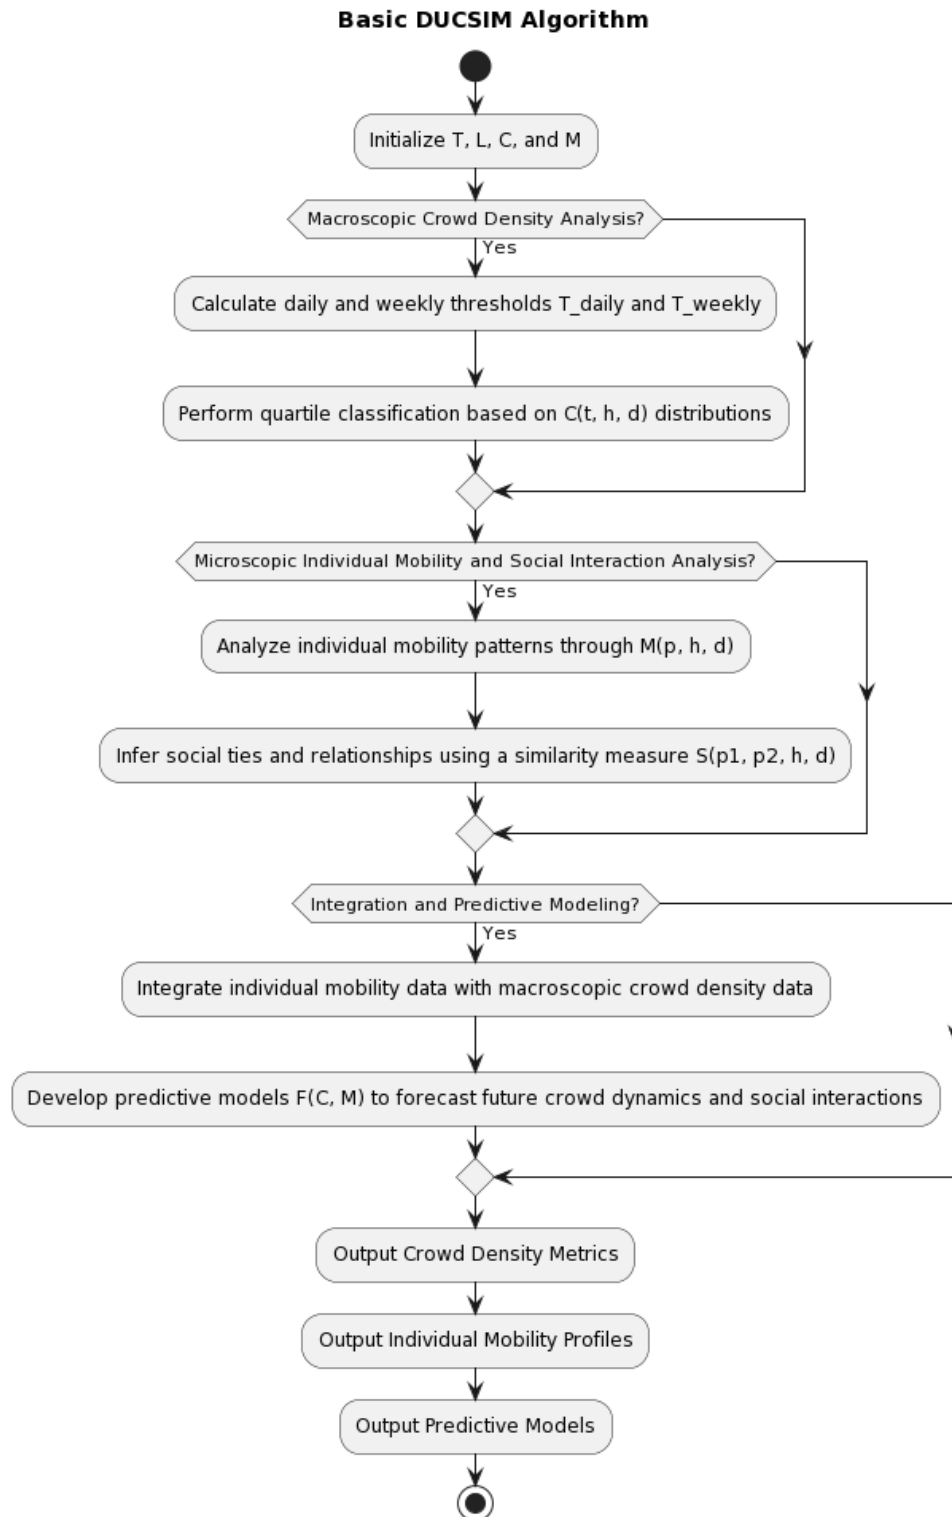 Basic DUCSIM Algorithm
Initialize T, L, C, and M
Macroscopic Crowd Density Analysis?
Yes
Calculate daily and weekly thresholds T_daily and T_weekly
Perform quartile classification based on C(t, h, d) distributions
Microscopic Individual Mobility and Social Interaction Analysis?
Yes
Analyze individual mobility patterns through M(p, h, d)
Infer social ties and relationships using a similarity measure S(p1, p2, h, d)
Integration and Predictive Modeling?
Yes
Integrate individual mobility data with macroscopic crowd density data
Develop predictive models F(C, M) to forecast future crowd dynamics and social interactions
Output Crowd Density Metrics
Output Individual Mobility Profiles
Output Predictive Models